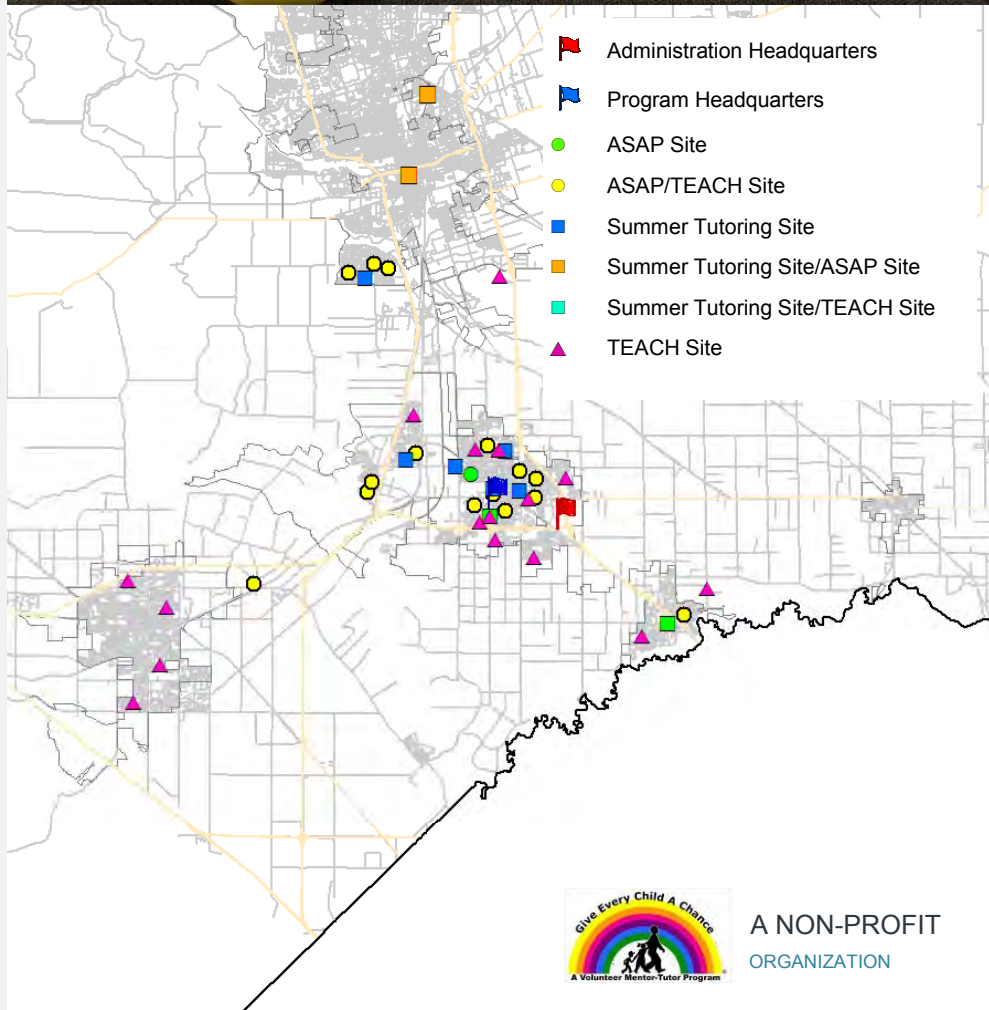 Administration Headquarters
Program Headquarters
ASAP Site
ASAP/TEACH Site
Summer Tutoring Site
Summer Tutoring Site/ASAP Site
Summer Tutoring Site/TEACH Site
TEACH Site
Give Every Child A Chance
A Volunteer Mentor-Tutor Program
A NON-PROFIT
ORGANIZATION